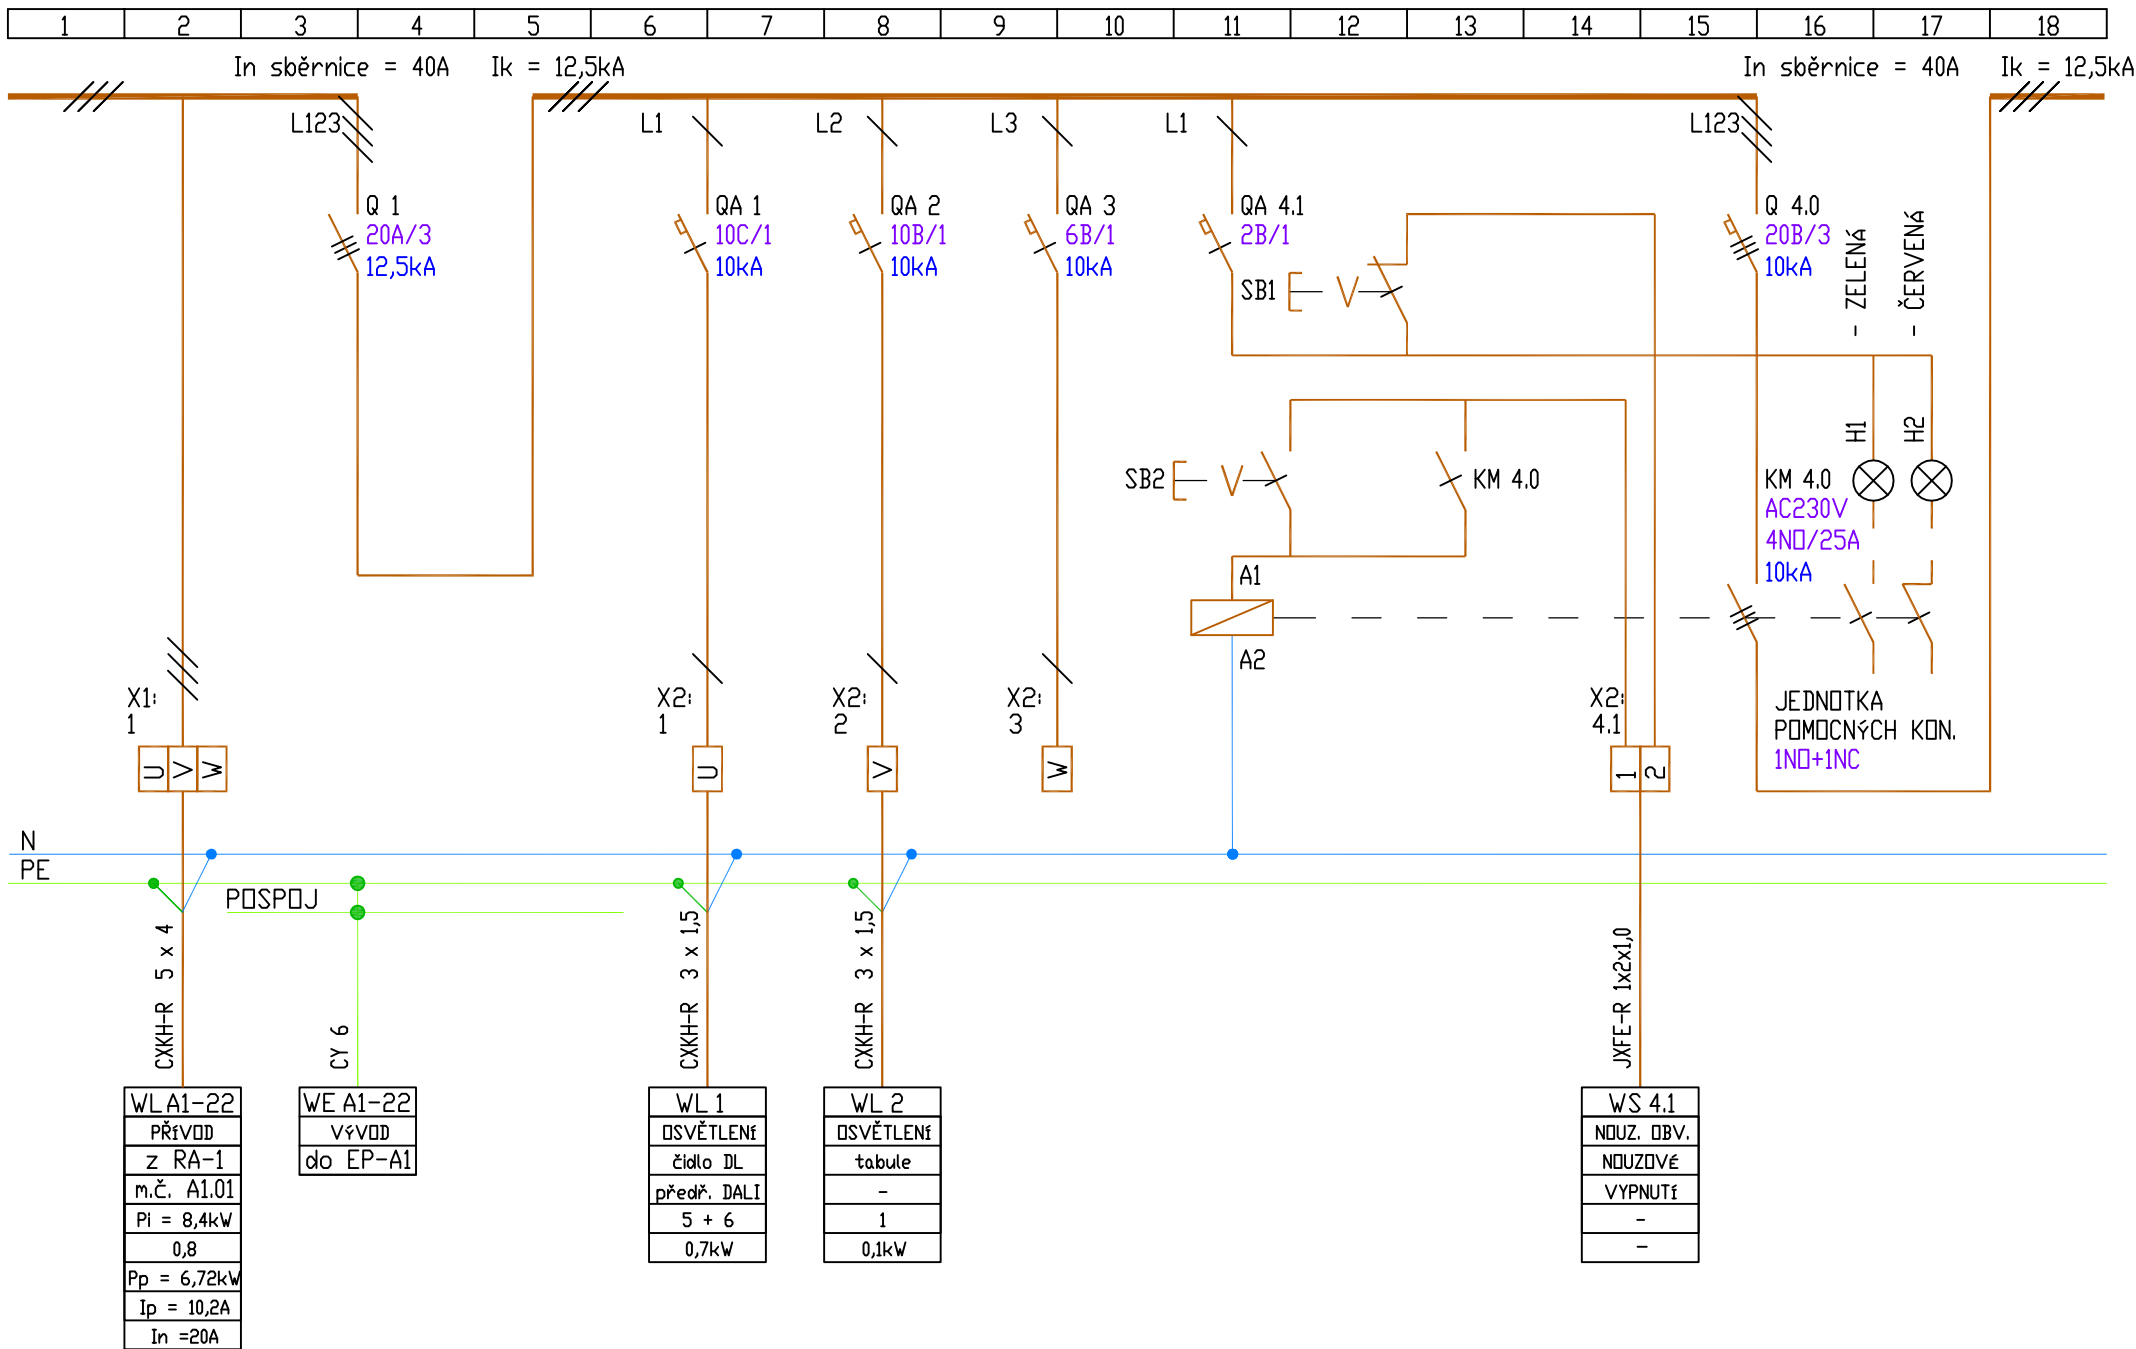 1 2 3 4 5 6 7 8 9 10 11 12 13 14 15 16 17 18
In sběrnice = 40A Ik = 12,5kA
In sběrnice = 40A Ik = 12,5kA
L123
L1
L2
L3
L1
L123
Q 1
20A/3
12,5kA
QA 1
10C/1
10kA
QA 2
10B/1
10kA
QA 3
6B/1
10kA
QA 4.1
2B/1
SB1
Q 4.0
20B/3
10kA
- ZELENÁ
- ČERVENÁ
H1
H2
SB2
KM 4.0
KM 4.0
AC230V
4NO/25A
10kA
A1
A2
X1:
1
X2:
1
X2:
2
X2:
3
X2:
4.1
JEDNOTKA
POMOCNÝCH KON.
1NO+1NC
U V W
U
V
W
1 2
N
PE
POSPOJ
CXKH-R 5 x 4
CY 6
CXKH-R 3 x 1,5
CXKH-R 3 x 1,5
JXFE-R 1x2x1,0
WL A1-22
PŘÍVOD
z RA-1
m.č. A1.01
Pi = 8,4kW
0,8
Pp = 6,72kW
Ip = 10,2A
In =20A
WE A1-22
VÝVOD
do EP-A1
WL 1
OSVĚTLENÍ
čidlo DL
předř. DALI
5 + 6
0,7kW
WL 2
OSVĚTLENÍ
tabule
-
1
0,1kW
WS 4.1
NOUZ. OBV.
NOUZOVÉ
VYPNUTÍ
-
-